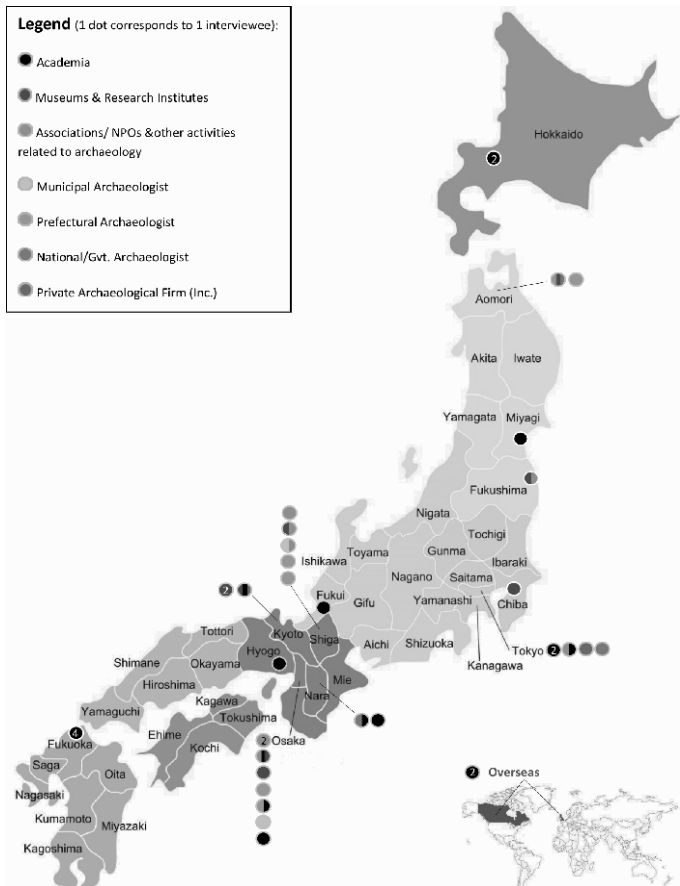 Legend (1 dot corresponds to 1 interviewee):
Academia
Museums & Research Institutes
Associations/ NPOs &other activities
related to archaeology
Municipal Archaeologist
Prefectural Archaeologist
National/Gvt. Archaeologist
Private Archaeological Firm (Inc.)
Hokkaido
2
Aomori
Akita
Iwate
Yamagata
Miyagi
Fukushima
Nigata
Tochigi
Ishikawa
Toyama
Gunma
Ibaraki
Nagano
Saitama
Fukui
Gifu
Yamanashi
Chiba
2
Kyoto
Shiga
Aichi
Shizuoka
Tokyo
2
Kanagawa
Tottori
Hyogo
Shimane
Okayama
Mie
Hiroshima
Nara
Yamaguchi
Kagawa
Tokushima
4
Fukuoka
Ehime
Kochi
2
Osaka
Saga
Oita
Nagasaki
Kumamoto
Miyazaki
Kagoshima
2
Overseas